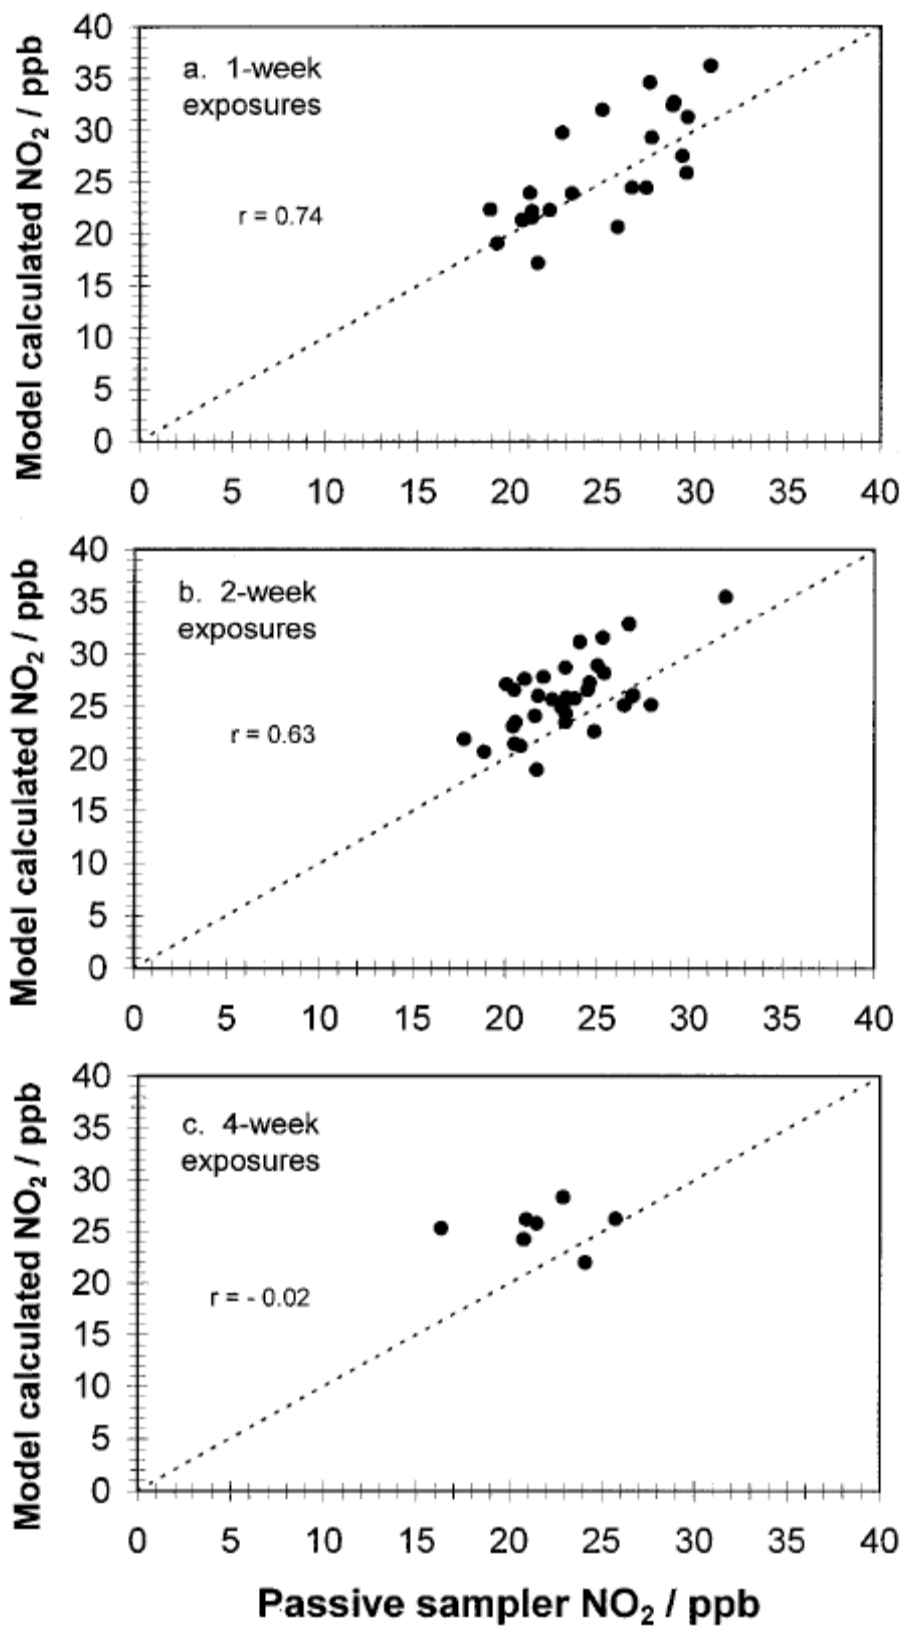 Model calculated NO₂ / ppb
40
35
30
25
20
15
10
5
0
a. 1-week
exposures
r = 0.74
0 5 10 15 20 25 30 35 40
Model calculated NO₂ / ppb
40
35
30
25
20
15
10
5
0
b. 2-week
exposures
r = 0.63
0 5 10 15 20 25 30 35 40
Model calculated NO₂ / ppb
40
35
30
25
20
15
10
5
0
c. 4-week
exposures
r = - 0.02
0 5 10 15 20 25 30 35 40
Passive sampler NO₂ / ppb